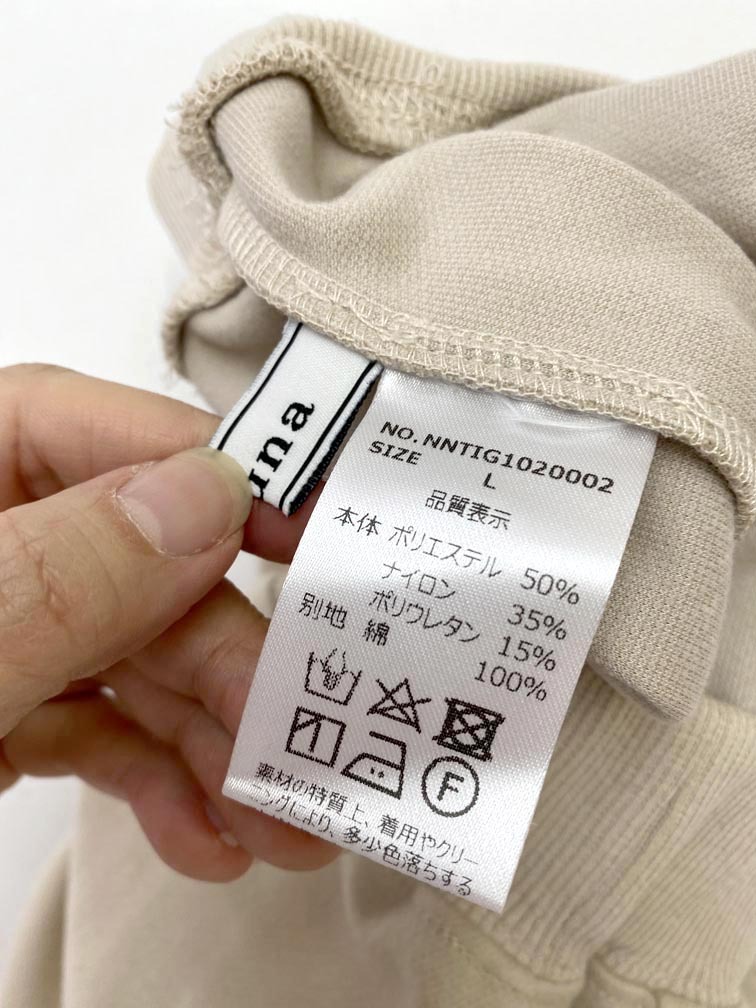 una
NO.NNTIG1020002
SIZE
L
品質表示
本体 ポリエステル 50%
ナイロン 35%
ポリウレタン 15%
別地 綿 100%
F
素材の特質上、着用やクリー
ニングにより、多少色落ちする